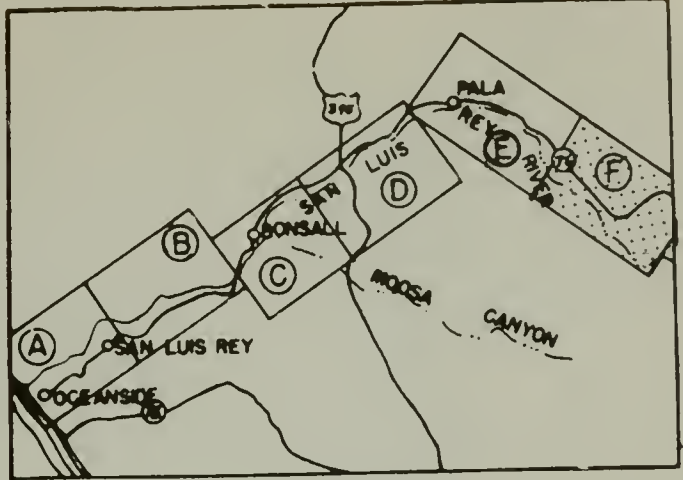 395
PALA
REY
E
76
F
RIVER
LUIS
SAN
D
BONSALL
B
C
MOOSA
CANYON
A
SAN LUIS REY
OCEANSIDE